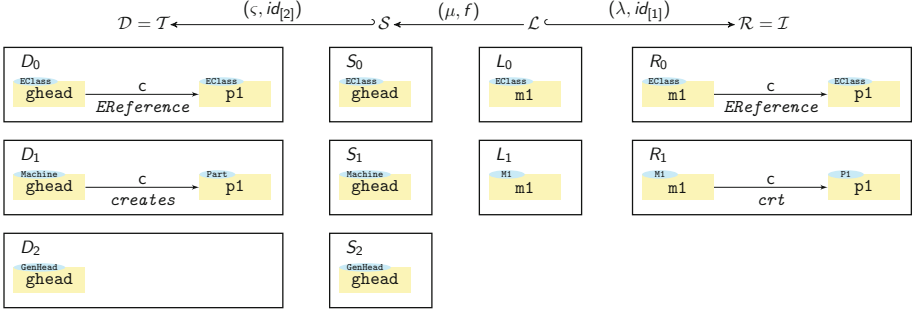 𝒟 = 𝒯 (ς, id[2]) 𝒮 (μ, f) ℒ (λ, id[1]) ℛ = ℐ
D0 S0 L0 R0
EClass EClass EClass EClass EClass EClass
ghead c p1 ghead m1 m1 c p1
EReference EReference
D1 S1 L1 R1
Machine Part Machine M1 M1 P1
ghead c p1 ghead m1 m1 c p1
creates crt
D2 S2
GenHead GenHead
ghead ghead